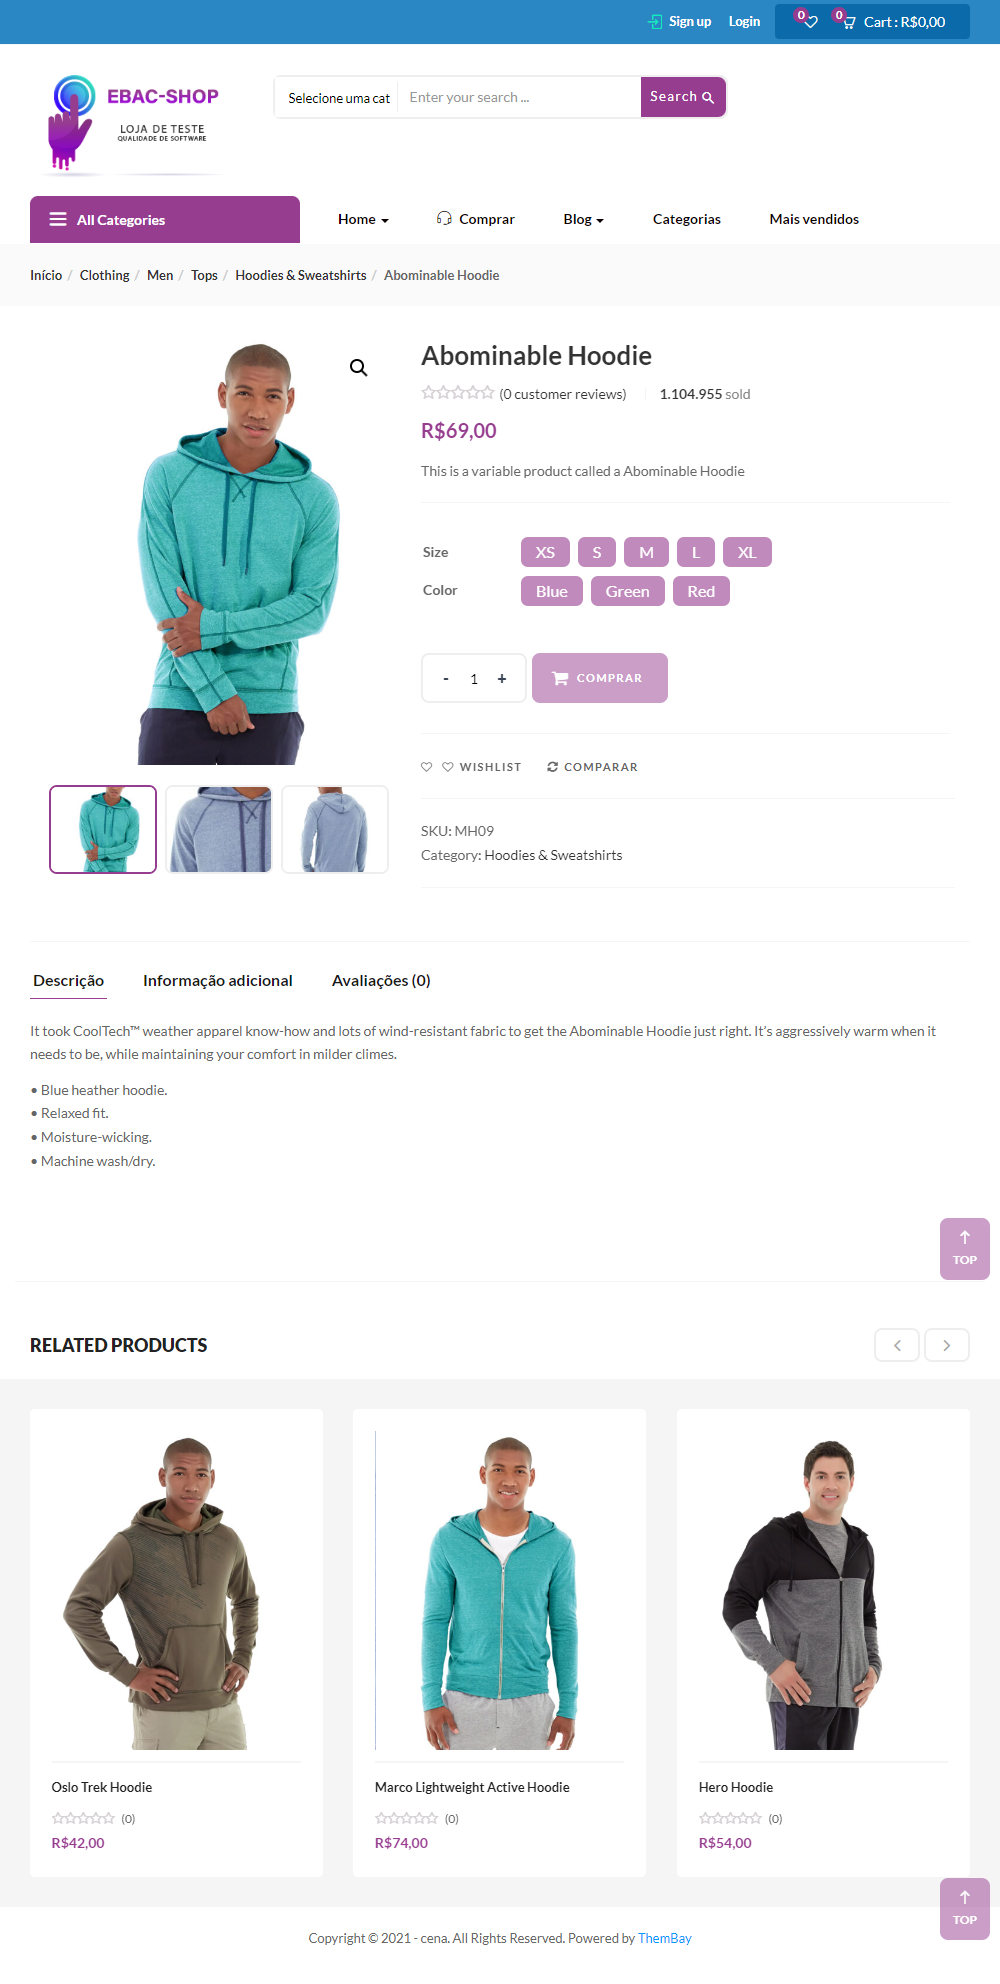 Sign up
Login
0
0
Cart : R$0,00
EBAC-SHOP
LOJA DE TESTE
QUALIDADE DE SOFTWARE
Selecione uma cat
Enter your search ...
Search
All Categories
Home
Comprar
Blog
Categorias
Mais vendidos
Início / Clothing / Men / Tops / Hoodies & Sweatshirts / Abominable Hoodie
Abominable Hoodie
(0 customer reviews)
1.104.955 sold
R$69,00
This is a variable product called a Abominable Hoodie
Size XS S M L XL
Color Blue Green Red
- 1 + COMPRAR
WISHLIST COMPARAR
SKU: MH09
Category: Hoodies & Sweatshirts
Descrição Informação adicional Avaliações (0)
It took CoolTech™ weather apparel know-how and lots of wind-resistant fabric to get the Abominable Hoodie just right. It’s aggressively warm when it
needs to be, while maintaining your comfort in milder climes.
• Blue heather hoodie.
• Relaxed fit.
• Moisture-wicking.
• Machine wash/dry.
TOP
RELATED PRODUCTS
Oslo Trek Hoodie
(0)
R$42,00
Marco Lightweight Active Hoodie
(0)
R$74,00
Hero Hoodie
(0)
R$54,00
TOP
Copyright © 2021 - cena. All Rights Reserved. Powered by ThemBay